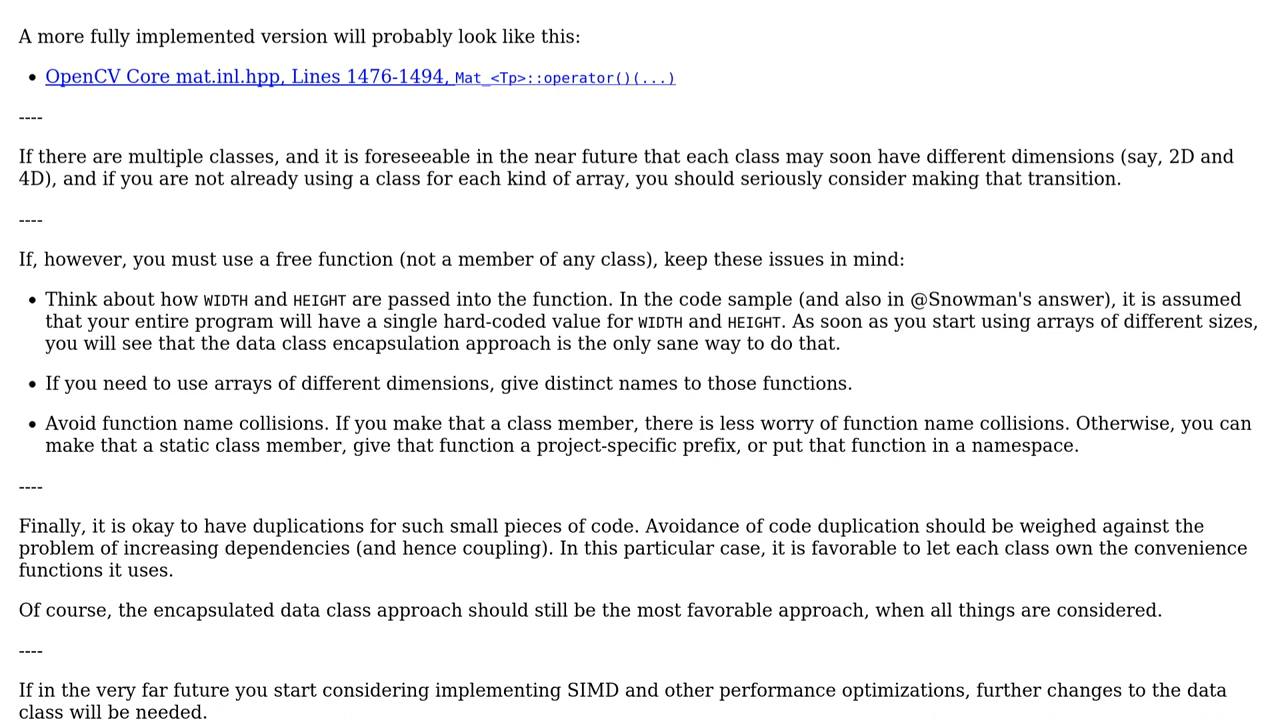 A more fully implemented version will probably look like this:
• OpenCV Core mat.inl.hpp, Lines 1476-1494, Mat_<Tp>::operator()(...)
----
If there are multiple classes, and it is foreseeable in the near future that each class may soon have different dimensions (say, 2D and
4D), and if you are not already using a class for each kind of array, you should seriously consider making that transition.
----
If, however, you must use a free function (not a member of any class), keep these issues in mind:
• Think about how WIDTH and HEIGHT are passed into the function. In the code sample (and also in @Snowman's answer), it is assumed
that your entire program will have a single hard-coded value for WIDTH and HEIGHT. As soon as you start using arrays of different sizes,
you will see that the data class encapsulation approach is the only sane way to do that.
• If you need to use arrays of different dimensions, give distinct names to those functions.
• Avoid function name collisions. If you make that a class member, there is less worry of function name collisions. Otherwise, you can
make that a static class member, give that function a project-specific prefix, or put that function in a namespace.
----
Finally, it is okay to have duplications for such small pieces of code. Avoidance of code duplication should be weighed against the
problem of increasing dependencies (and hence coupling). In this particular case, it is favorable to let each class own the convenience
functions it uses.
Of course, the encapsulated data class approach should still be the most favorable approach, when all things are considered.
----
If in the very far future you start considering implementing SIMD and other performance optimizations, further changes to the data
class will be needed.